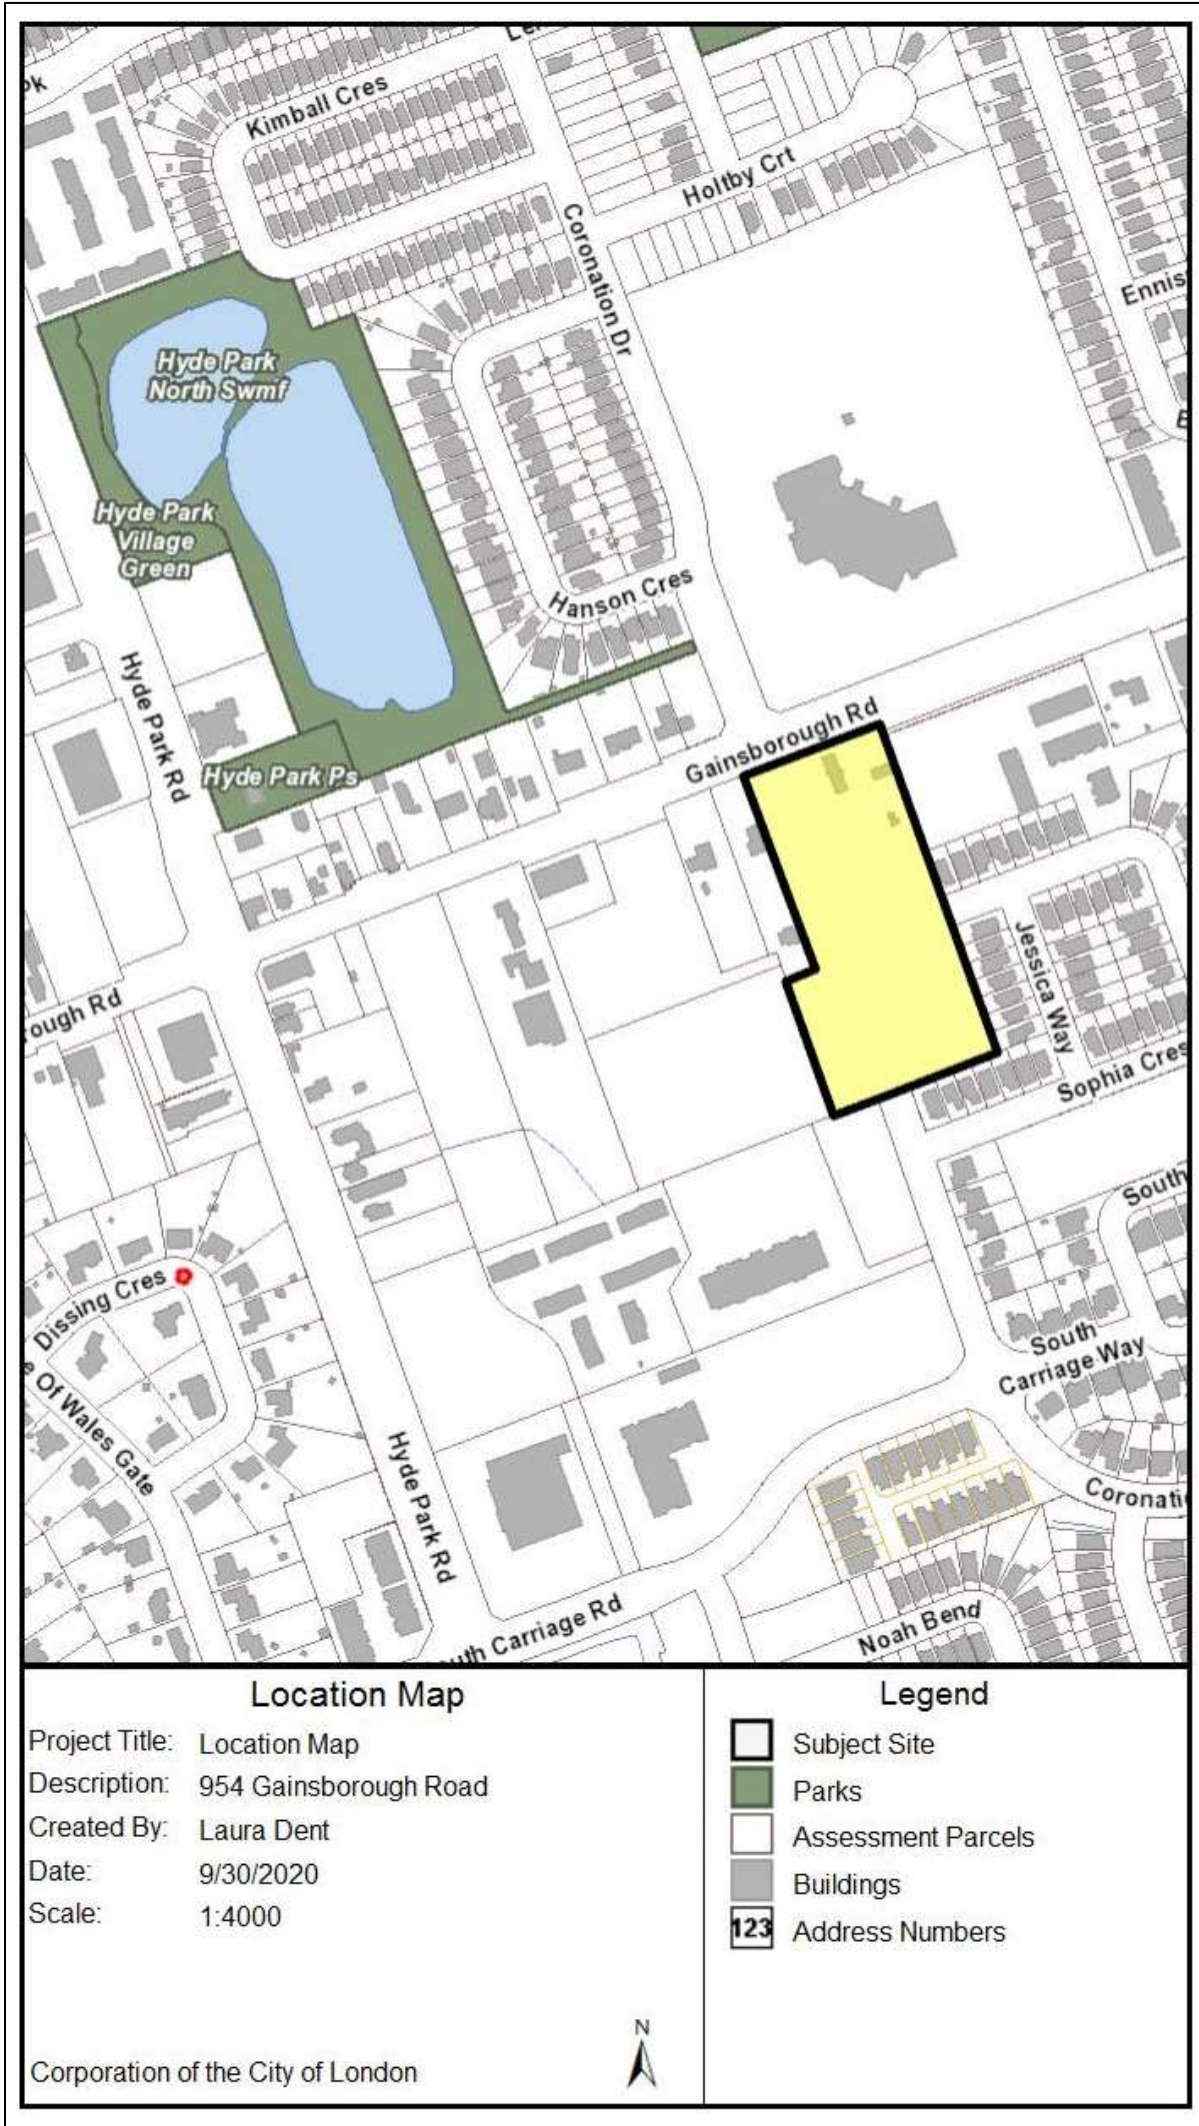 Kimball Cres
Holtby Crt
Coronation Dr
Hyde Park
North Swmf
Hyde Park
Village
Green
Hanson Cres
Hyde Park Rd
Hyde Park Ps
Gainsborough Rd
Jessica Way
Sophia Cres
rough Rd
South
Dissing Cres
South
Carriage Way
e Of Wales Gate
Hyde Park Rd
Coronati
uth Carriage Rd
Noah Bend
Location Map
Project Title: Location Map
Description: 954 Gainsborough Road
Created By: Laura Dent
Date: 9/30/2020
Scale: 1:4000
N
Corporation of the City of London
Legend
Subject Site
Parks
Assessment Parcels
Buildings
123 Address Numbers